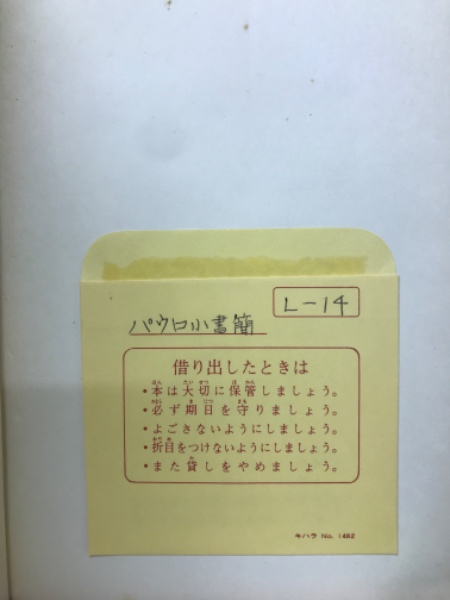 L-14
パウロ小書簡
借り出したときは
・本は大切に保管しましょう。
・必ず期日を守りましょう。
・よごさないようにしましょう。
・折目をつけないようにしましょう。
・また貸しをやめましょう。
キハラ No. 1482